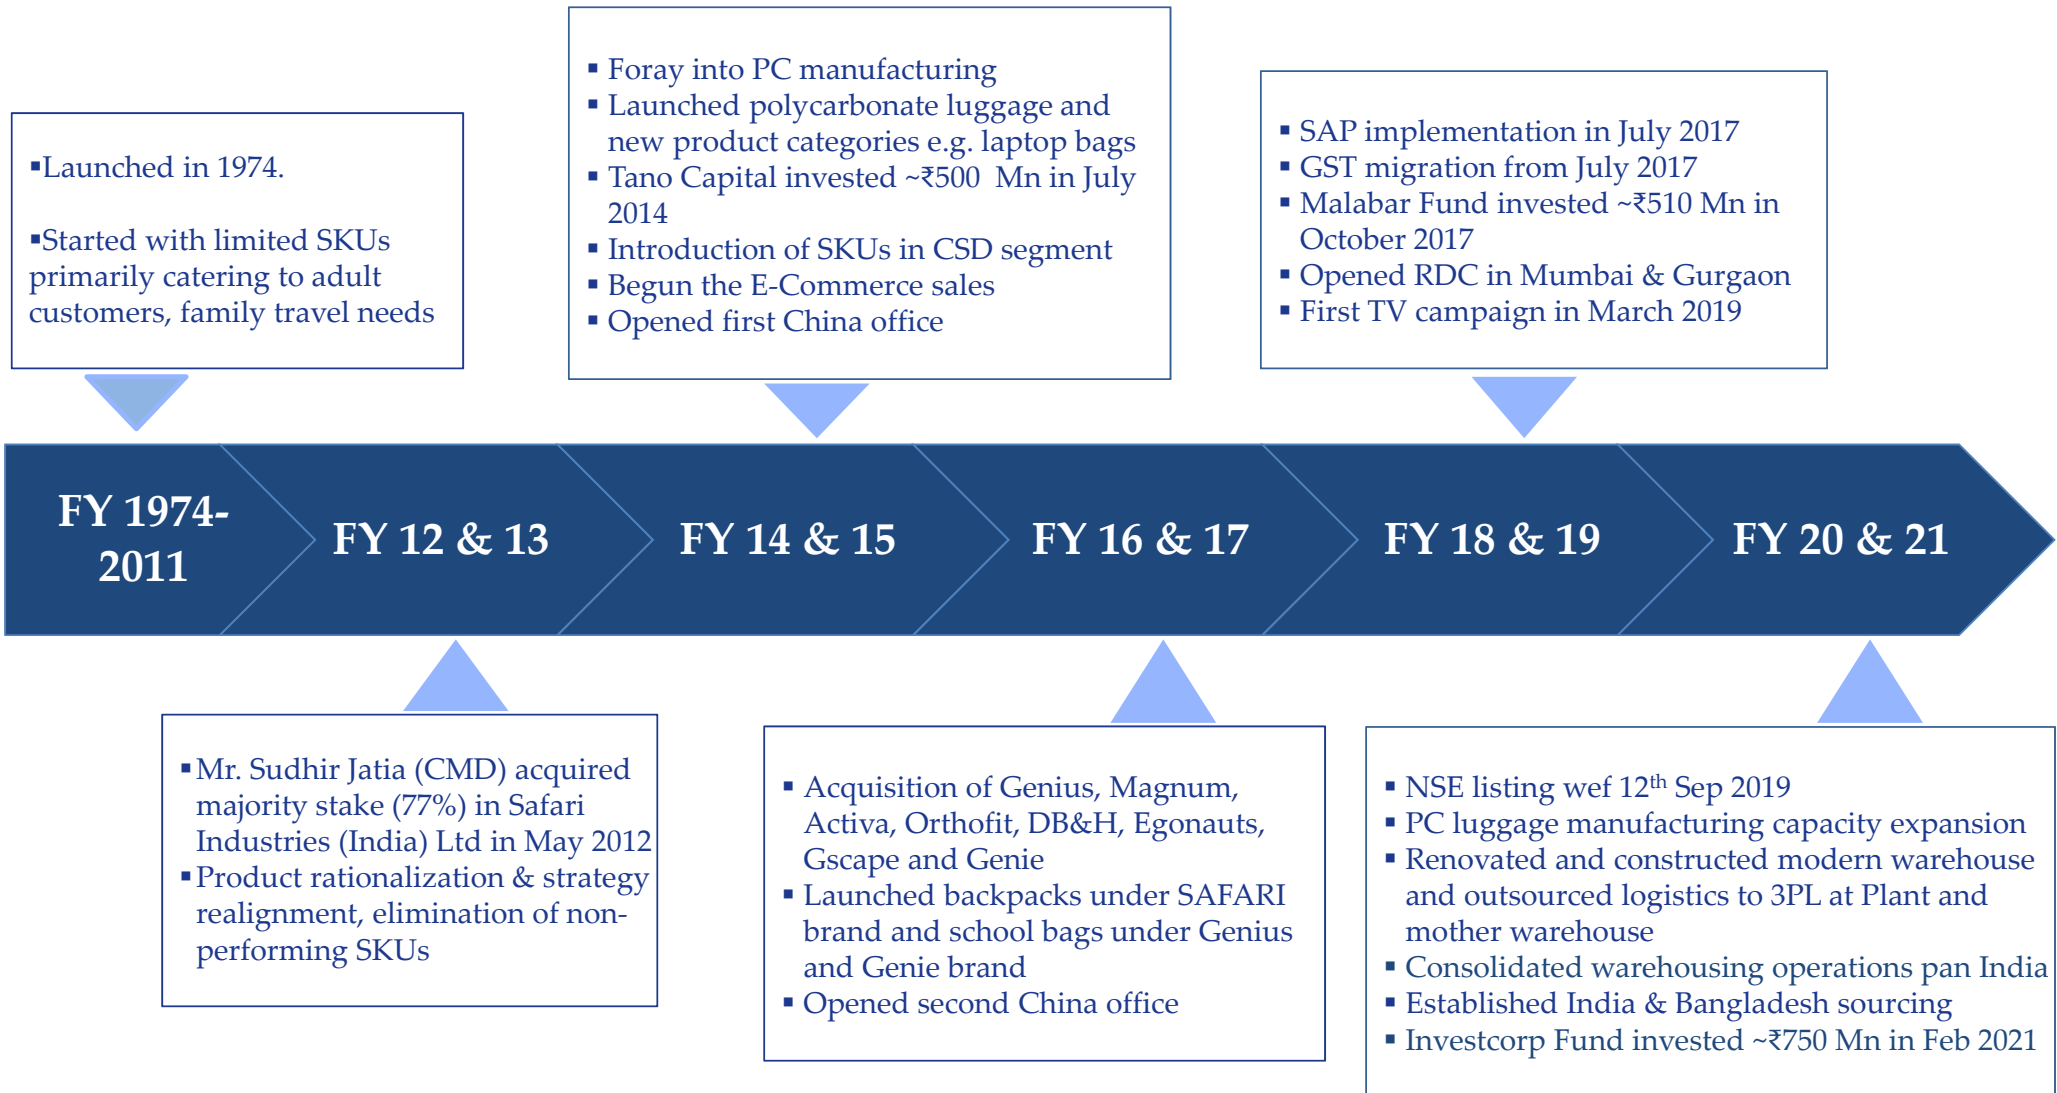 ▪Launched in 1974.
▪Started with limited SKUs
primarily catering to adult
customers, family travel needs
▪ Foray into PC manufacturing
▪ Launched polycarbonate luggage and
new product categories e.g. laptop bags
▪ Tano Capital invested ~₹500 Mn in July
2014
▪ Introduction of SKUs in CSD segment
▪ Begun the E-Commerce sales
▪ Opened first China office
▪ SAP implementation in July 2017
▪ GST migration from July 2017
▪ Malabar Fund invested ~₹510 Mn in
October 2017
▪ Opened RDC in Mumbai & Gurgaon
▪ First TV campaign in March 2019
FY 1974-
2011
FY 12 & 13
FY 14 & 15
FY 16 & 17
FY 18 & 19
FY 20 & 21
▪Mr. Sudhir Jatia (CMD) acquired
majority stake (77%) in Safari
Industries (India) Ltd in May 2012
▪Product rationalization & strategy
realignment, elimination of non-
performing SKUs
▪ Acquisition of Genius, Magnum,
Activa, Orthofit, DB&H, Egonauts,
Gscape and Genie
▪ Launched backpacks under SAFARI
brand and school bags under Genius
and Genie brand
▪ Opened second China office
▪ NSE listing wef 12th Sep 2019
▪ PC luggage manufacturing capacity expansion
▪ Renovated and constructed modern warehouse
and outsourced logistics to 3PL at Plant and
mother warehouse
▪ Consolidated warehousing operations pan India
▪ Established India & Bangladesh sourcing
▪ Investcorp Fund invested ~₹750 Mn in Feb 2021